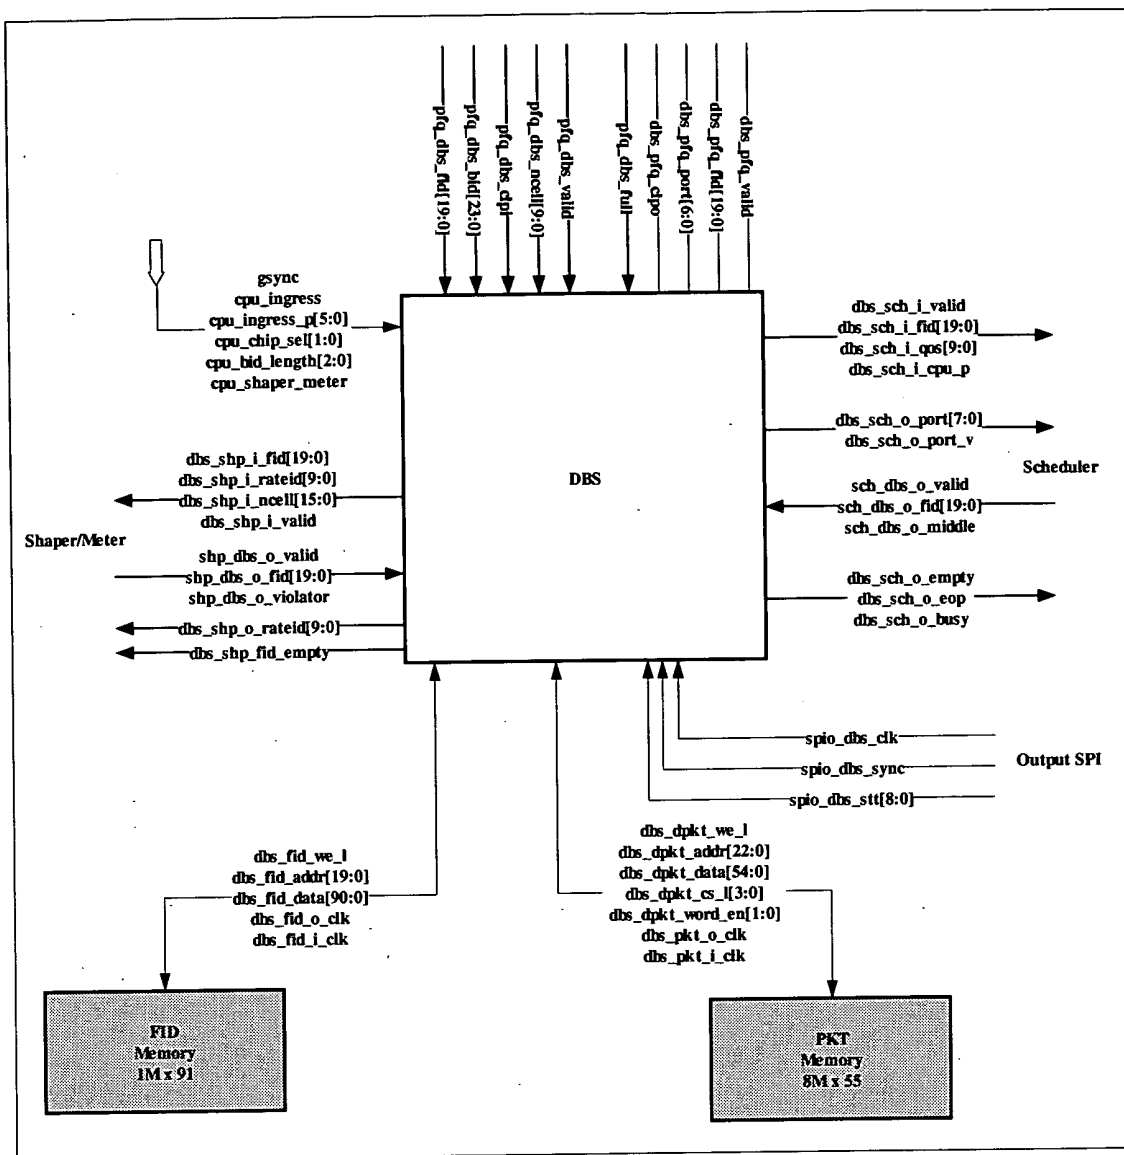 pfq_dbs_fid[19:0]
pfq_dbs_bid[23:0]
pfq_dbs_clpi
pfq_dbs_ncell[9:0]
pfq_dbs_valid
pfq_dbs_full
dbs_pfq_clpo
dbs_pfq_port[6:0]
dbs_pfq_fid[19:0]
dbs_pfq_valid
gsync
cpu_ingress
cpu_ingress_p[5:0]
cpu_chip_sel[1:0]
cpu_bid_length[2:0]
cpu_shaper_meter
dbs_sch_i_valid
dbs_sch_i_fid[19:0]
dbs_sch_i_qos[9:0]
dbs_sch_i_cpu_p
dbs_sch_o_port[7:0]
dbs_sch_o_port_v
Scheduler
sch_dbs_o_valid
sch_dbs_o_fid[19:0]
sch_dbs_o_middle
dbs_sch_o_empty
dbs_sch_o_eop
dbs_sch_o_busy
DBS
dbs_shp_i_fid[19:0]
dbs_shp_i_rateid[9:0]
dbs_shp_i_ncell[15:0]
dbs_shp_i_valid
Shaper/Meter
shp_dbs_o_valid
shp_dbs_o_fid[19:0]
shp_dbs_o_violator
dbs_shp_o_rateid[9:0]
dbs_shp_fid_empty
spio_dbs_clk
spio_dbs_sync
Output SPI
spio_dbs_stt[8:0]
dbs_fid_we_l
dbs_fid_addr[19:0]
dbs_fid_data[90:0]
dbs_fid_o_clk
dbs_fid_i_clk
dbs_dpkt_we_l
dbs_dpkt_addr[22:0]
dbs_dpkt_data[54:0]
dbs_dpkt_cs_l[3:0]
dbs_dpkt_word_en[1:0]
dbs_pkt_o_clk
dbs_pkt_i_clk
FID
Memory
1M x 91
PKT
Memory
8M x 55